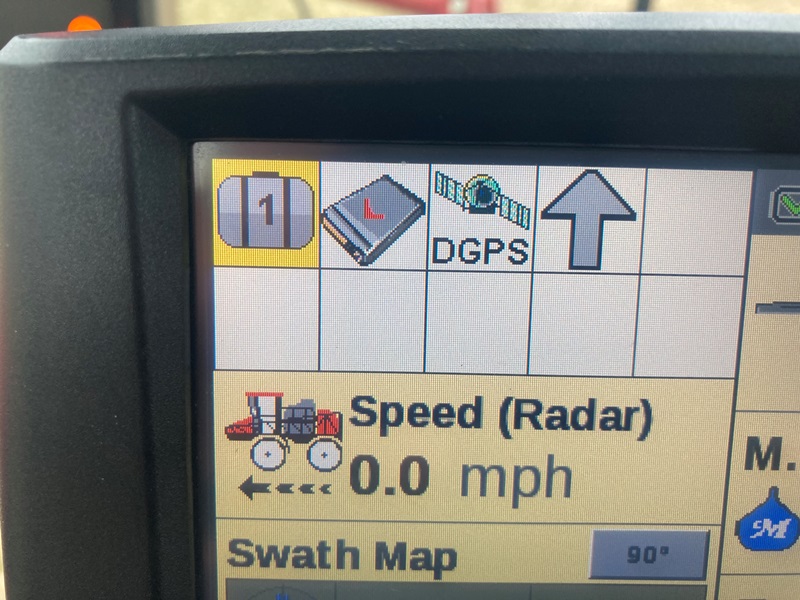 1
L
DGPS
Speed (Radar)
0.0 mph
M.
M
Swath Map
90°